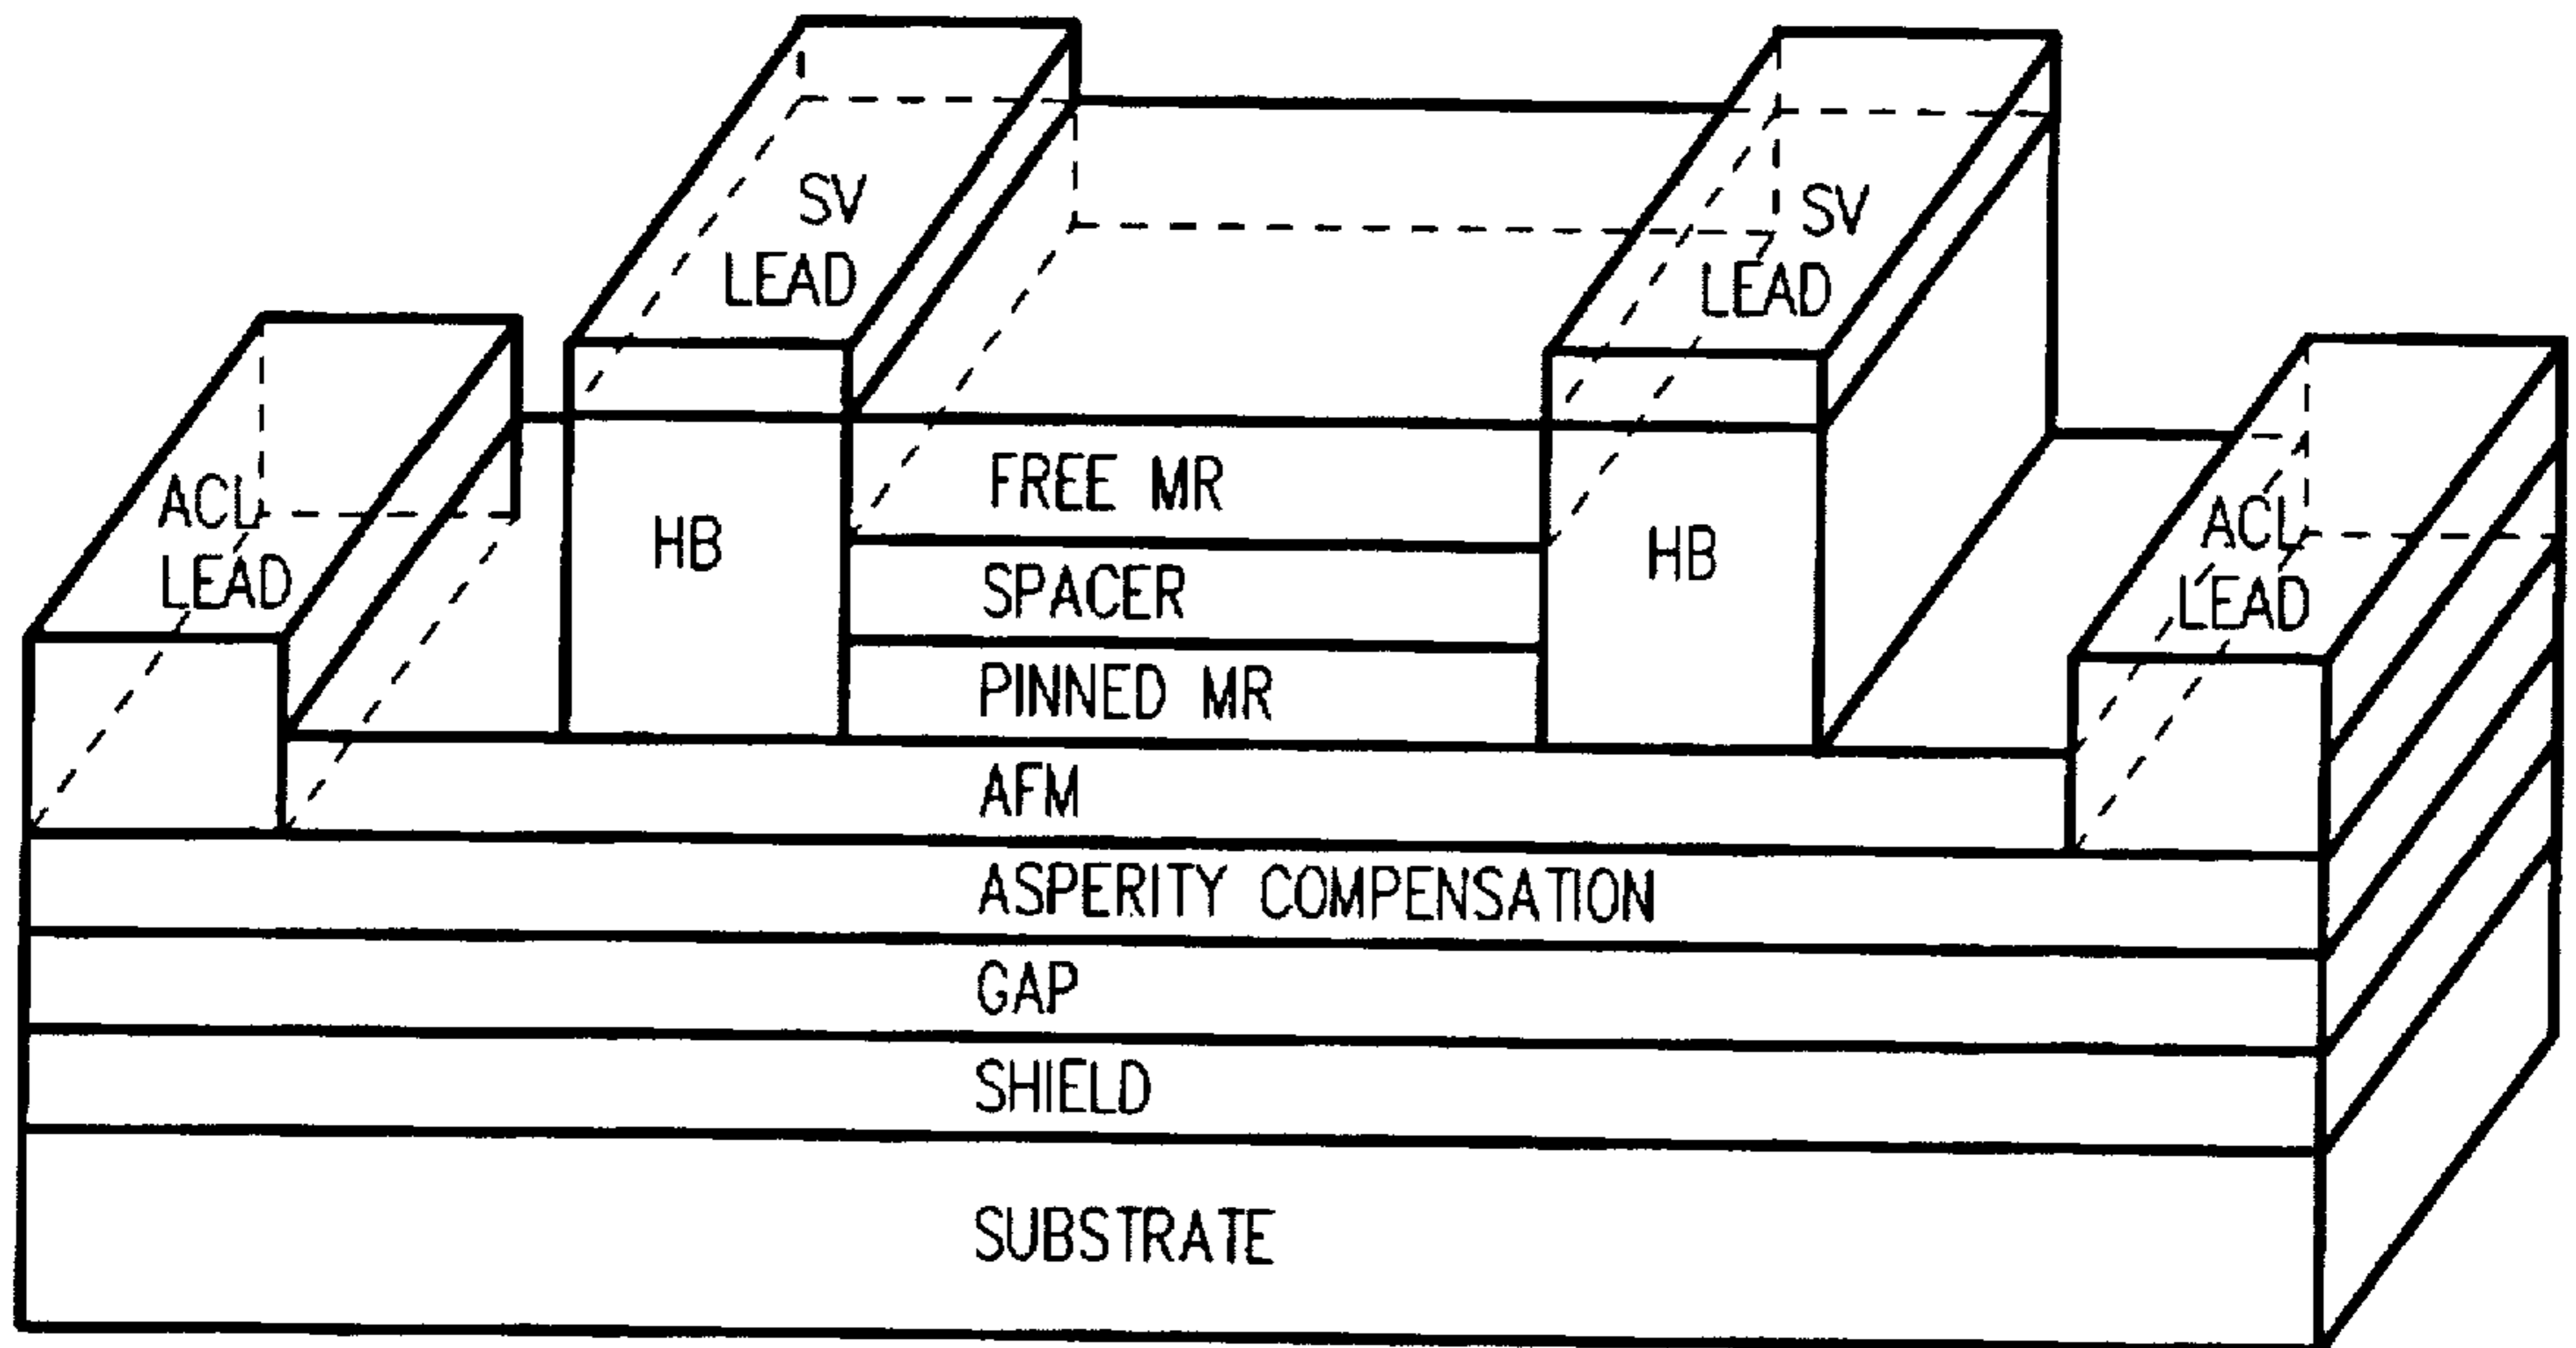 SV
LEAD
SV
LEAD
ACL
LEAD
FREE MR
HB
HB
ACL
LEAD
SPACER
PINNED MR
AFM
ASPERITY COMPENSATION
GAP
SHIELD
SUBSTRATE